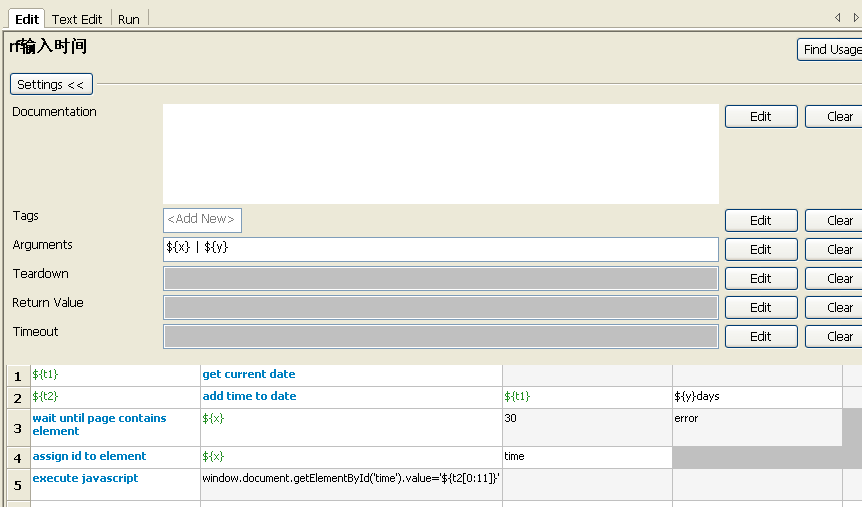 Edit Text Edit Run
rf输入时间
Find Usage
Settings <<
Documentation Edit Clear
Tags <Add New> Edit Clear
Arguments ${x} | ${y} Edit Clear
Teardown Edit Clear
Return Value Edit Clear
Timeout Edit Clear
1 ${t1} get current date
2 ${t2} add time to date ${t1} ${y}days
3 wait until page contains element ${x} 30 error
4 assign id to element ${x} time
5 execute javascript window.document.getElementById('time').value='${t2[0:11]}'